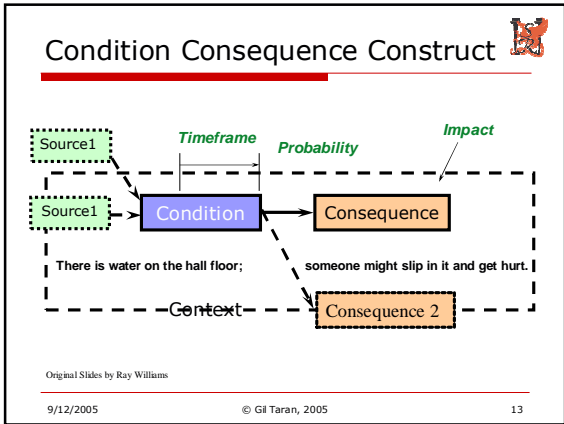 Condition Consequence Construct
Impact
Timeframe
Probability
Source1
Source1
Condition
Consequence
There is water on the hall floor; someone might slip in it and get hurt.
Context
Consequence 2
Original Slides by Ray Williams
9/12/2005 © Gil Taran, 2005 13